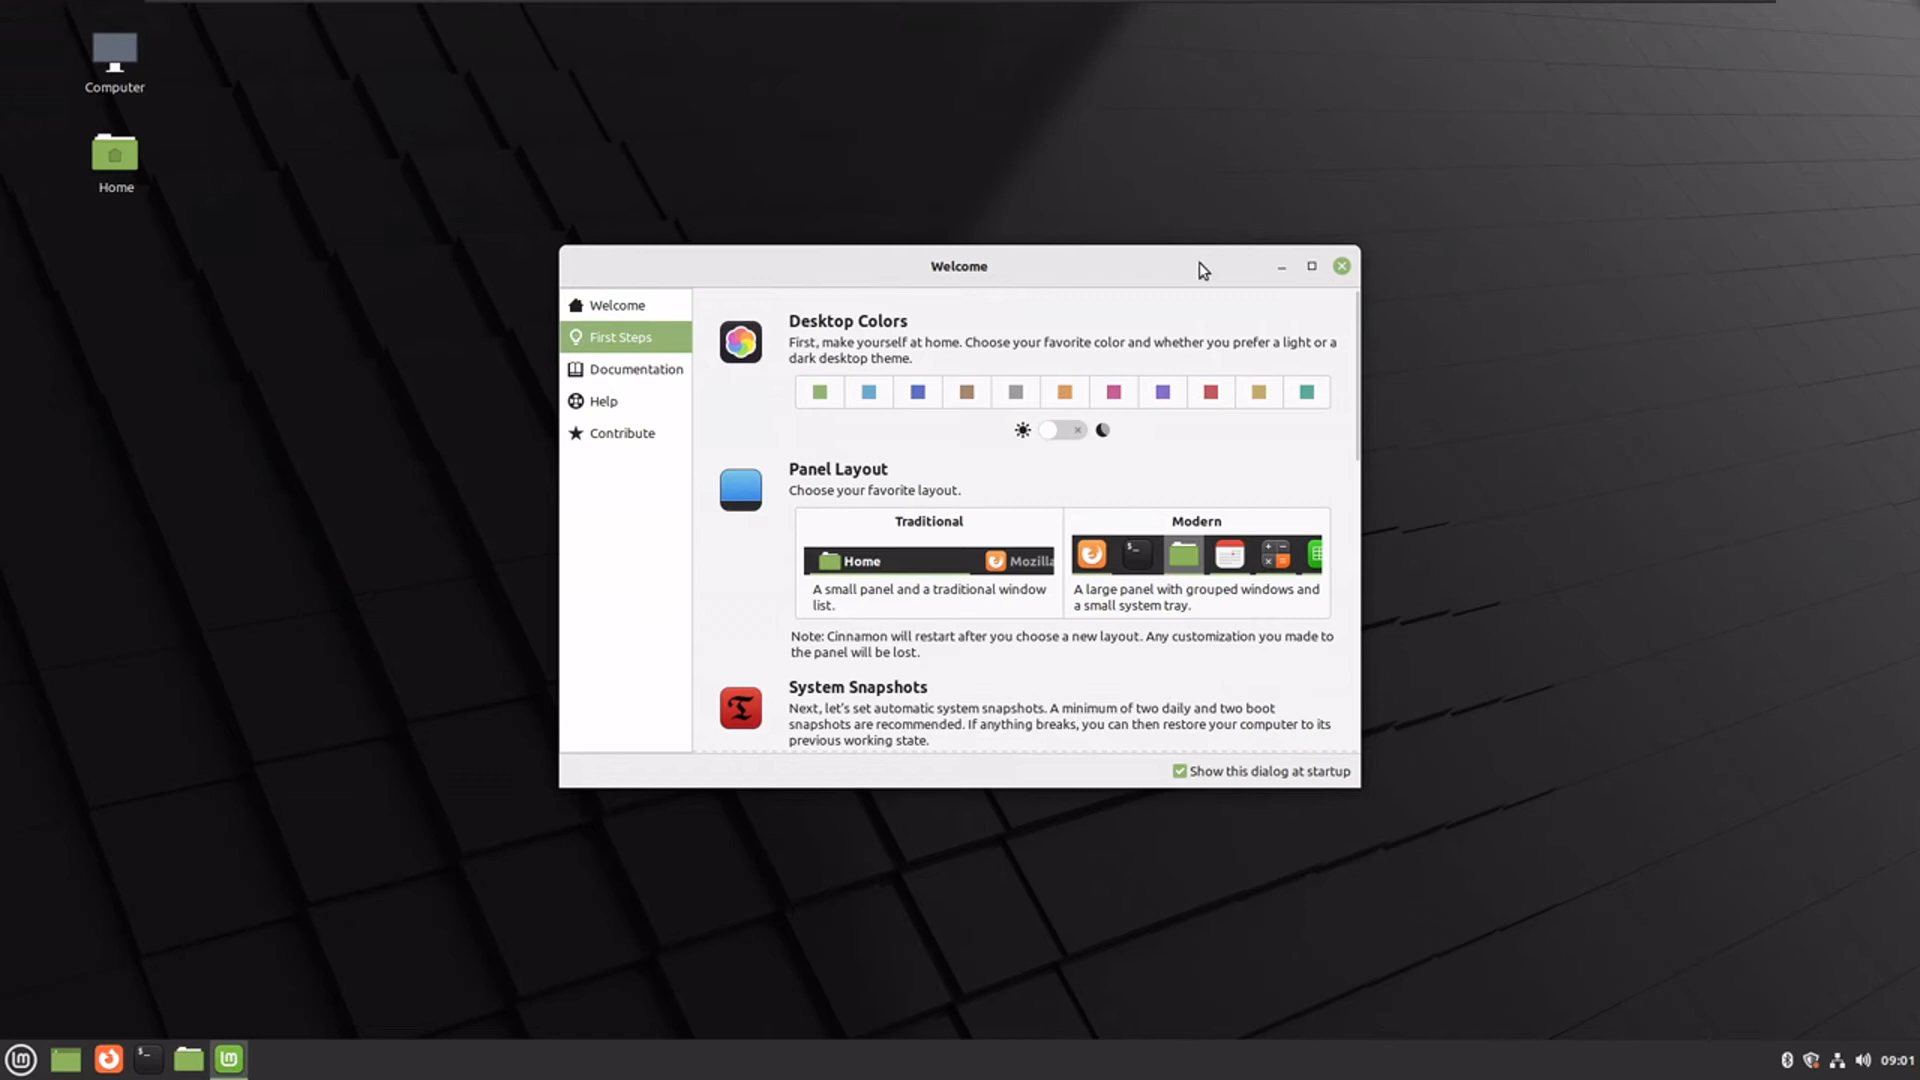 Computer
Home
Welcome
Welcome
First Steps
Documentation
Help
Contribute
Desktop Colors
First, make yourself at home. Choose your favorite color and whether you prefer a light or a
dark desktop theme.
Panel Layout
Choose your favorite layout.
Traditional
Home
Mozilla
A small panel and a traditional window
list.
Modern
A large panel with grouped windows and
a small system tray.
Note: Cinnamon will restart after you choose a new layout. Any customization you made to
the panel will be lost.
System Snapshots
Next, let's set automatic system snapshots. A minimum of two daily and two boot
snapshots are recommended. If anything breaks, you can then restore your computer to its
previous working state.
Show this dialog at startup
09:01